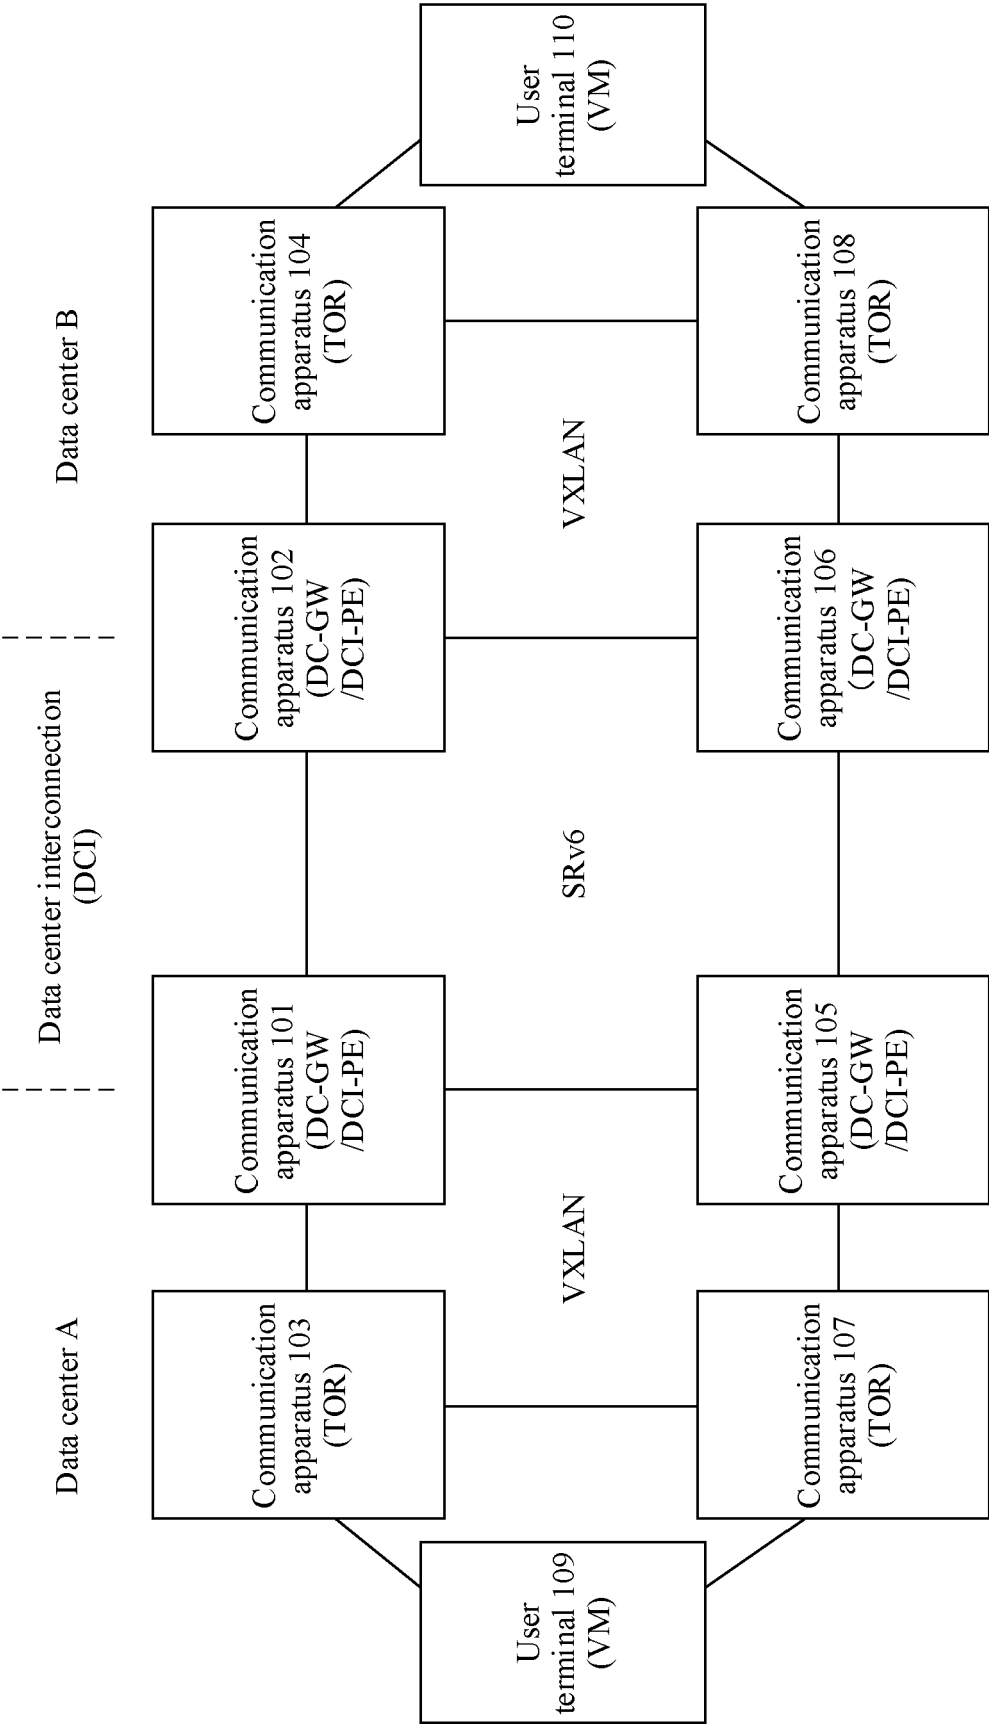 Data center A
Data center interconnection
(DCI)
Data center B
Communication
apparatus 103
(TOR)
Communication
apparatus 101
(DC-GW
/DCI-PE)
Communication
apparatus 102
(DC-GW
/DCI-PE)
Communication
apparatus 104
(TOR)
User
terminal 109
(VM)
VXLAN
SRv6
VXLAN
User
terminal 110
(VM)
Communication
apparatus 107
(TOR)
Communication
apparatus 105
(DC-GW
/DCI-PE)
Communication
apparatus 106
(DC-GW
/DCI-PE)
Communication
apparatus 108
(TOR)